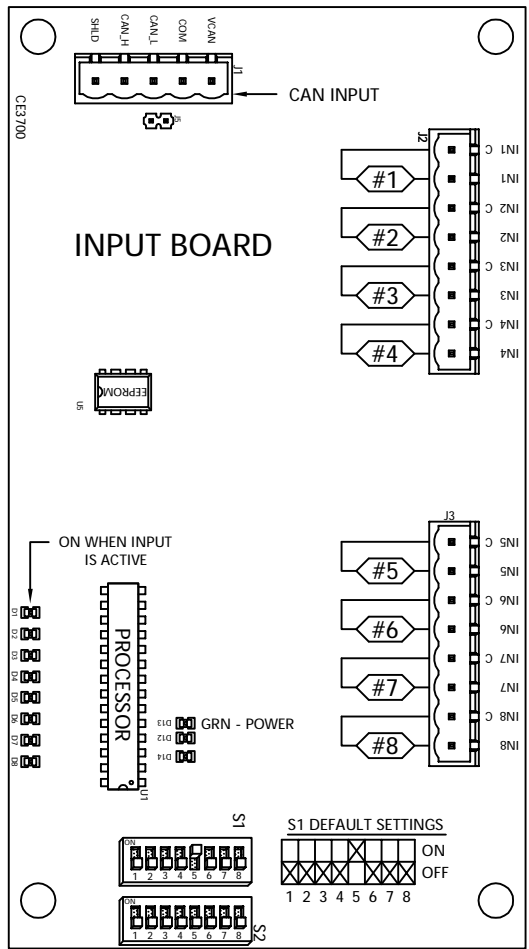 SHLD
CAN_H
CAN_L
COM
VCAN
J1
CAN INPUT
J5
CE3700
J2
IN1 C
IN1
IN2 C
IN2
IN3 C
IN3
IN4 C
IN4
#1
#2
#3
#4
INPUT BOARD
EEPROM
U5
J3
IN5 C
IN5
IN6 C
IN6
IN7 C
IN7
IN8 C
IN8
#5
#6
#7
#8
ON WHEN INPUT
IS ACTIVE
D1
D2
D3
D4
D5
D6
D7
D8
PROCESSOR
U1
D13
GRN - POWER
D12
D14
S1
ON
1 2 3 4 5 6 7 8
S1 DEFAULT SETTINGS
ON
OFF
1 2 3 4 5 6 7 8
ON
1 2 3 4 5 6 7 8
S2